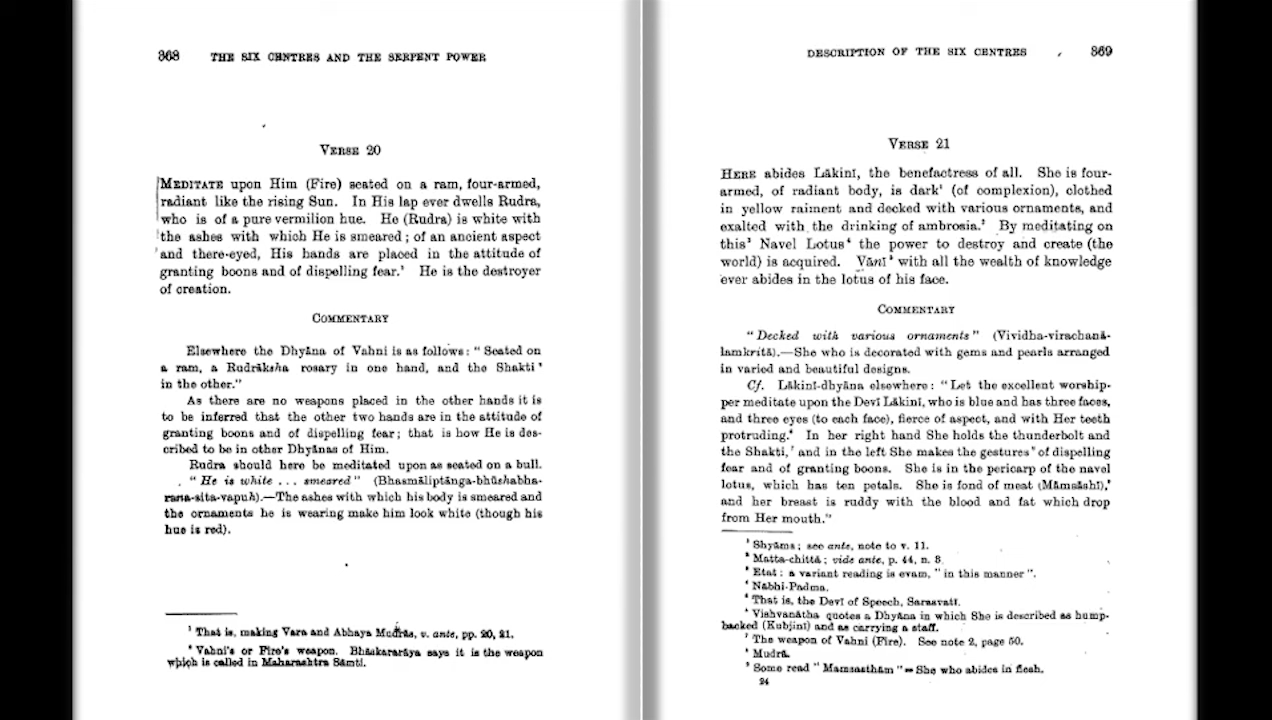 368 THE SIX CENTRES AND THE SERPENT POWER
VERSE 20
MEDITATE upon Him (Fire) seated on a ram, four-armed,
radiant like the rising Sun. In His lap ever dwells Rudra,
who is of a pure vermilion hue. He (Rudra) is white with
the ashes with which He is smeared; of an ancient aspect
and there-eyed, His hands are placed in the attitude of
granting boons and of dispelling fear.¹ He is the destroyer
of creation.
COMMENTARY
Elsewhere the Dhyāna of Vahni is as follows: "Seated on
a ram, a Rudrāksha rosary in one hand, and the Shakti²
in the other."
As there are no weapons placed in the other hands it is
to be inferred that the other two hands are in the attitude of
granting boons and of dispelling fear; that is how He is des-
cribed to be in other Dhyānas of Him.
Rudra should here be meditated upon as seated on a bull.
"He is white . . . smeared" (Bhasmāliptānga-bhūshabha-
rana-sita-vapuh).—The ashes with which his body is smeared and
the ornaments he is wearing make him look white (though his
hue is red).
¹ That is, making Vara and Abhaya Mudrās, v. ante, pp. 20, 21.
² Vahni's or Fire's weapon. Bhāskararāya says it is the weapon
which is called in Maharashtra Sāmti.
DESCRIPTION OF THE SIX CENTRES 369
VERSE 21
HERE abides Lākinī, the benefactress of all. She is four-
armed, of radiant body, is dark¹ (of complexion), clothed
in yellow raiment and decked with various ornaments, and
exalted with the drinking of ambrosia.² By meditating on
this³ Navel Lotus⁴ the power to destroy and create (the
world) is acquired. Vānī⁵ with all the wealth of knowledge
ever abides in the lotus of his face.
COMMENTARY
"Decked with various ornaments" (Vividha-virachanā-
lamkritā).—She who is decorated with gems and pearls arranged
in varied and beautiful designs.
Cf. Lākinī-dhyāna elsewhere: "Let the excellent worship-
per meditate upon the Devī Lākinī, who is blue and has three faces,
and three eyes (to each face), fierce of aspect, and with Her teeth
protruding.⁶ In her right hand She holds the thunderbolt and
the Shakti,⁷ and in the left She makes the gestures⁸ of dispelling
fear and of granting boons. She is in the pericarp of the navel
lotus, which has ten petals. She is fond of meat (Māmsāshī),⁹
and her breast is ruddy with the blood and fat which drop
from Her mouth."
¹ Shyāma; see ante, note to v. 11.
² Matta-chittā; vide ante, p. 44, n. 8.
³ Etat: a variant reading is evam, "in this manner".
⁴ Nābhi-Padma.
⁵ That is, the Devī of Speech, Sarasvatī.
⁶ Vishvanātha quotes a Dhyāna in which She is described as hump-
backed (Kubjinī) and as carrying a staff.
⁷ The weapon of Vahni (Fire). See note 2, page 50.
⁸ Mudrā.
⁹ Some read "Mamsasthām"=She who abides in flesh.
24